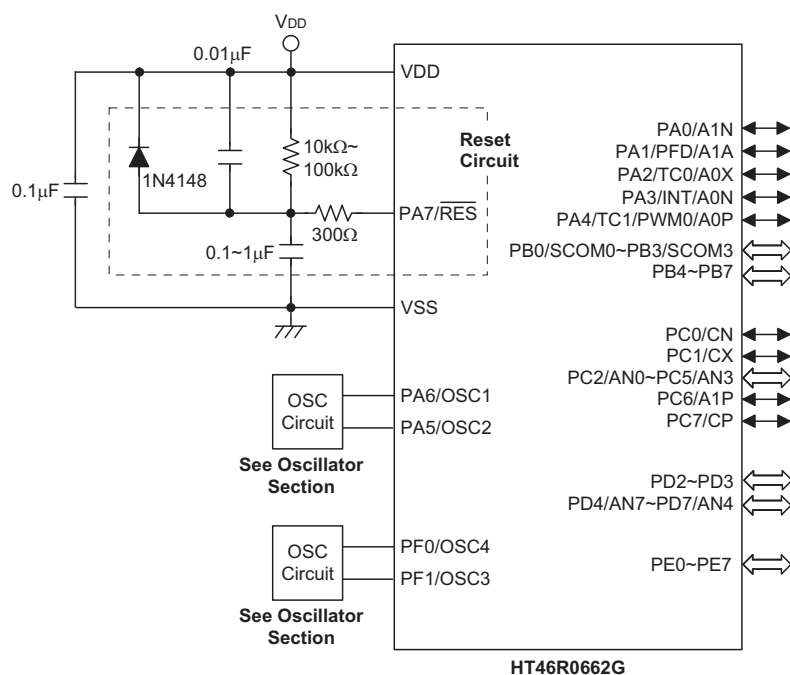 VDD
0.01μF
VDD
10kΩ~
100kΩ
Reset
Circuit
1N4148
0.1μF
PA7/RES
300Ω
0.1~1μF
VSS
OSC
Circuit
PA6/OSC1
PA5/OSC2
See Oscillator
Section
OSC
Circuit
PF0/OSC4
PF1/OSC3
See Oscillator
Section
PA0/A1N
PA1/PFD/A1A
PA2/TC0/A0X
PA3/INT/A0N
PA4/TC1/PWM0/A0P
PB0/SCOM0~PB3/SCOM3
PB4~PB7
PC0/CN
PC1/CX
PC2/AN0~PC5/AN3
PC6/A1P
PC7/CP
PD2~PD3
PD4/AN7~PD7/AN4
PE0~PE7
HT46R0662G